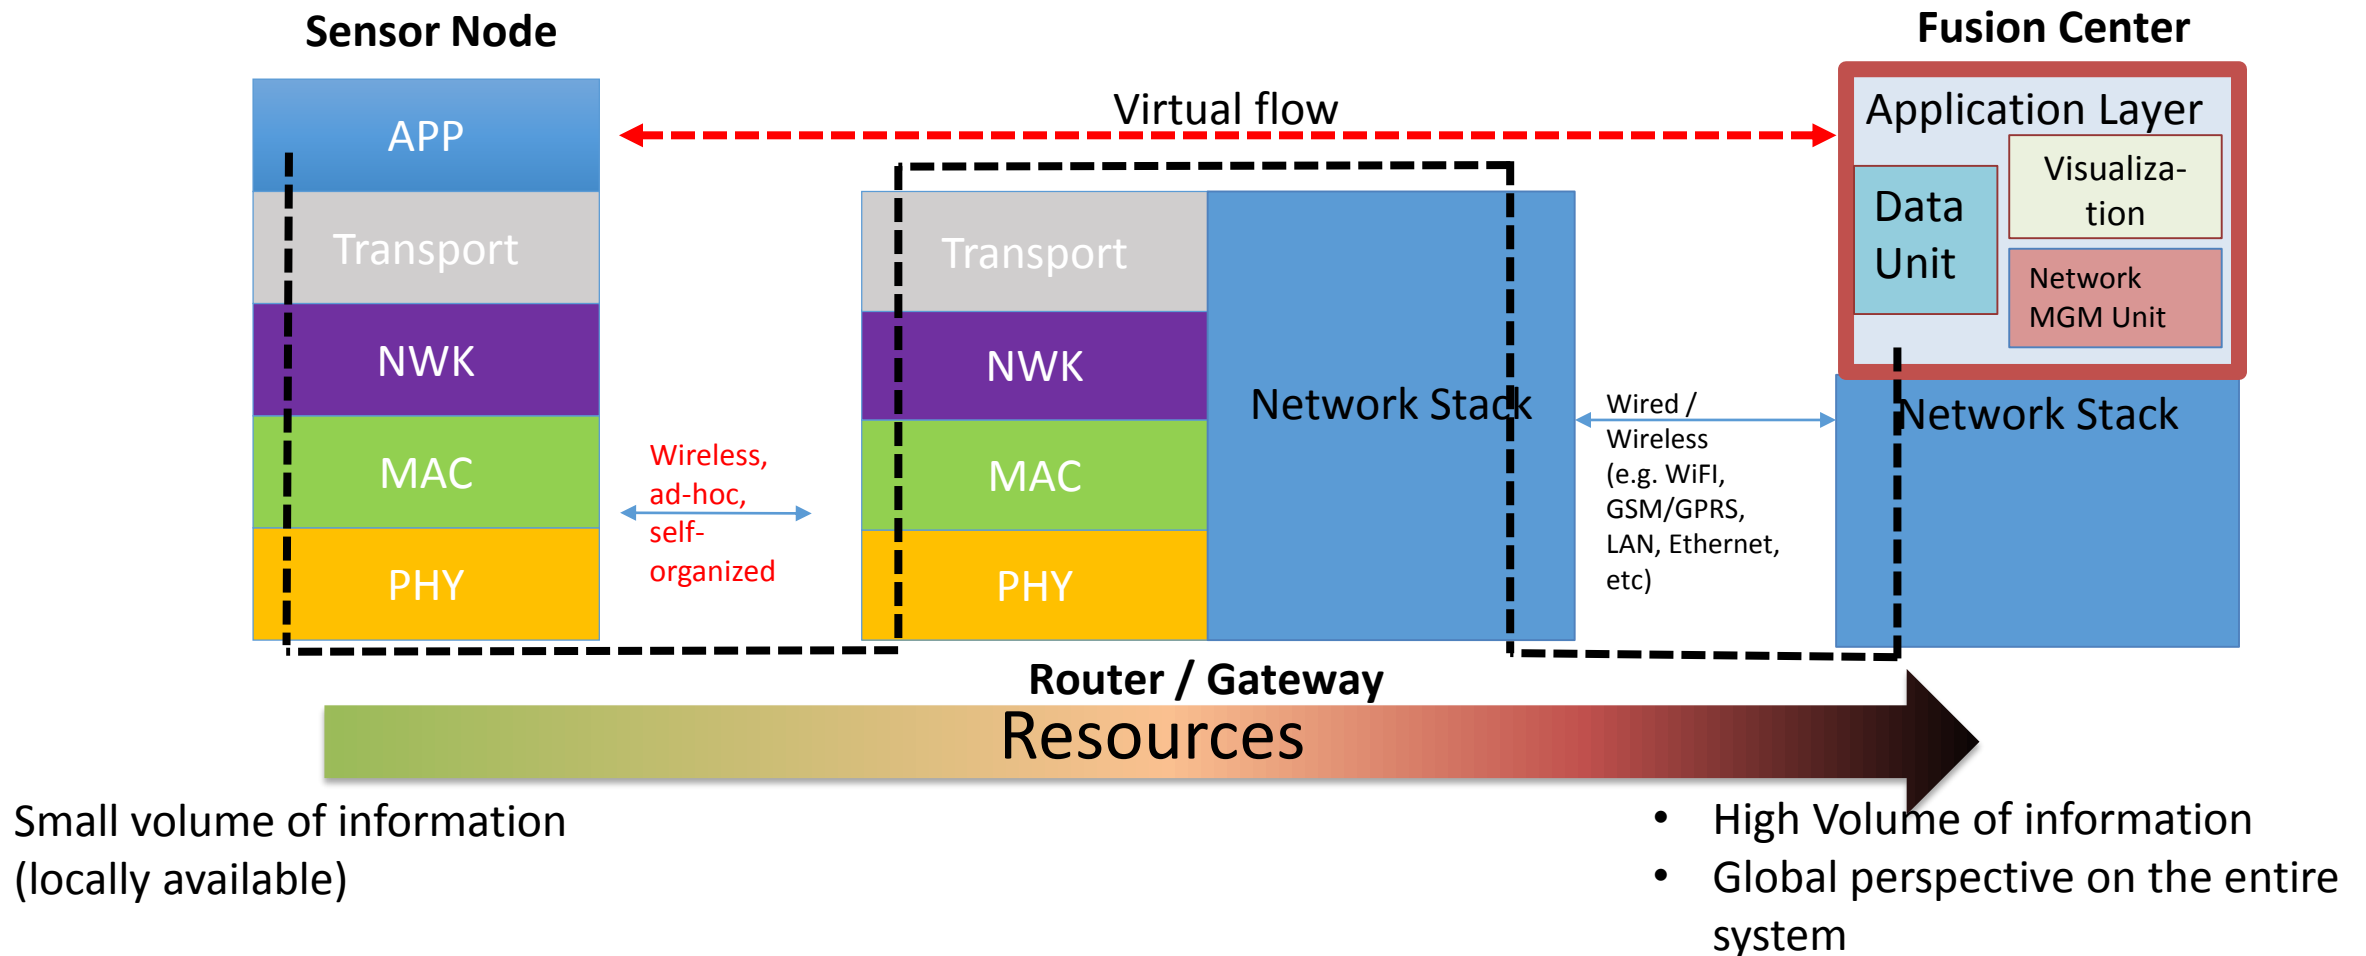 Sensor Node
Fusion Center
APP
Transport
NWK
MAC
PHY
Virtual flow
Wireless,
ad-hoc,
self-
organized
Transport
NWK
MAC
PHY
Network Stack
Router / Gateway
Wired /
Wireless
(e.g. WiFI,
GSM/GPRS,
LAN, Ethernet,
etc)
Application Layer
Data
Unit
Visualiza-
tion
Network
MGM Unit
Network Stack
Resources
Small volume of information
(locally available)
• High Volume of information
• Global perspective on the entire
system